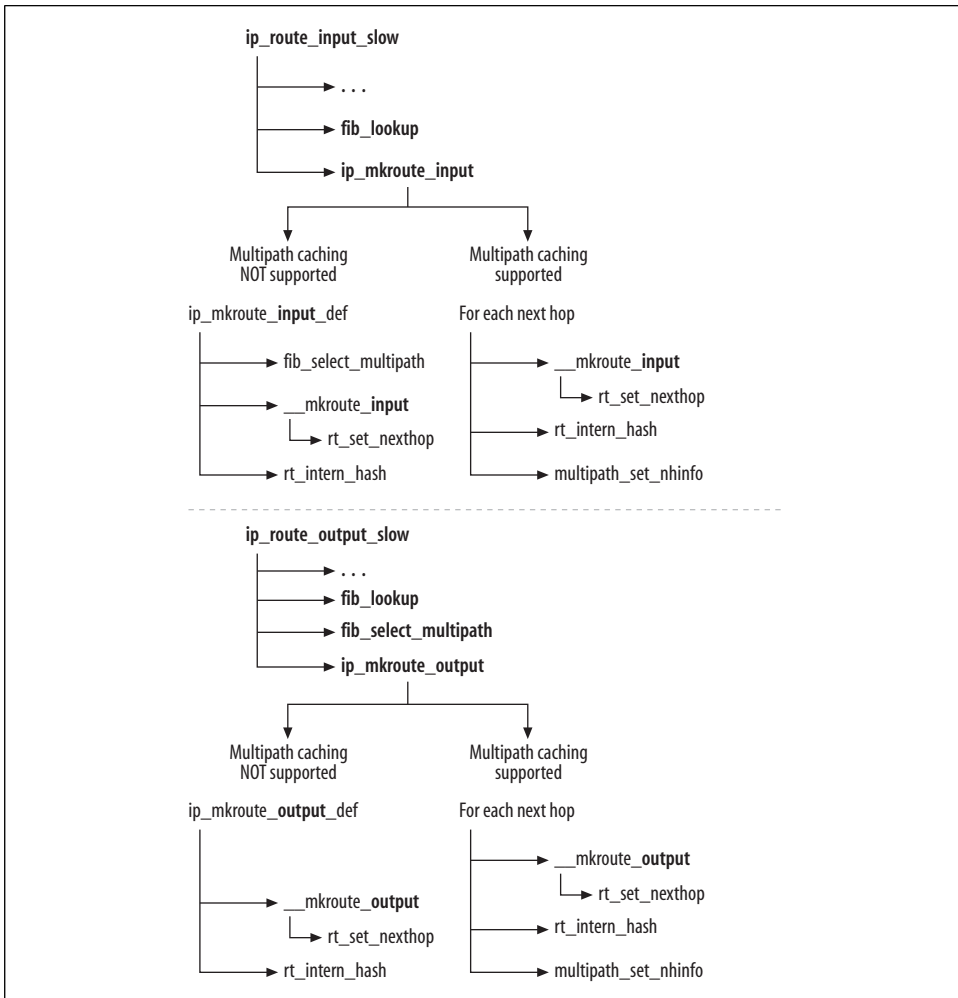 ip_route_input_slow
. . .
fib_lookup
ip_mkroute_input
Multipath caching
NOT supported
Multipath caching
supported
ip_mkroute_input_def
fib_select_multipath
__mkroute_input
rt_set_nexthop
rt_intern_hash
For each next hop
__mkroute_input
rt_set_nexthop
rt_intern_hash
multipath_set_nhinfo
ip_route_output_slow
. . .
fib_lookup
fib_select_multipath
ip_mkroute_output
Multipath caching
NOT supported
Multipath caching
supported
ip_mkroute_output_def
__mkroute_output
rt_set_nexthop
rt_intern_hash
For each next hop
__mkroute_output
rt_set_nexthop
rt_intern_hash
multipath_set_nhinfo